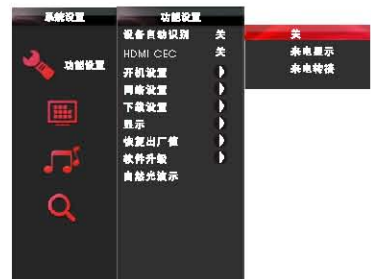 系统设置
功能设置
功能设置
设备自动识别 关
HDMI CEC 关
开机设置
网络设置
下载设置
显示
恢复出厂值
软件升级
自然光演示
关
来电显示
来电转接